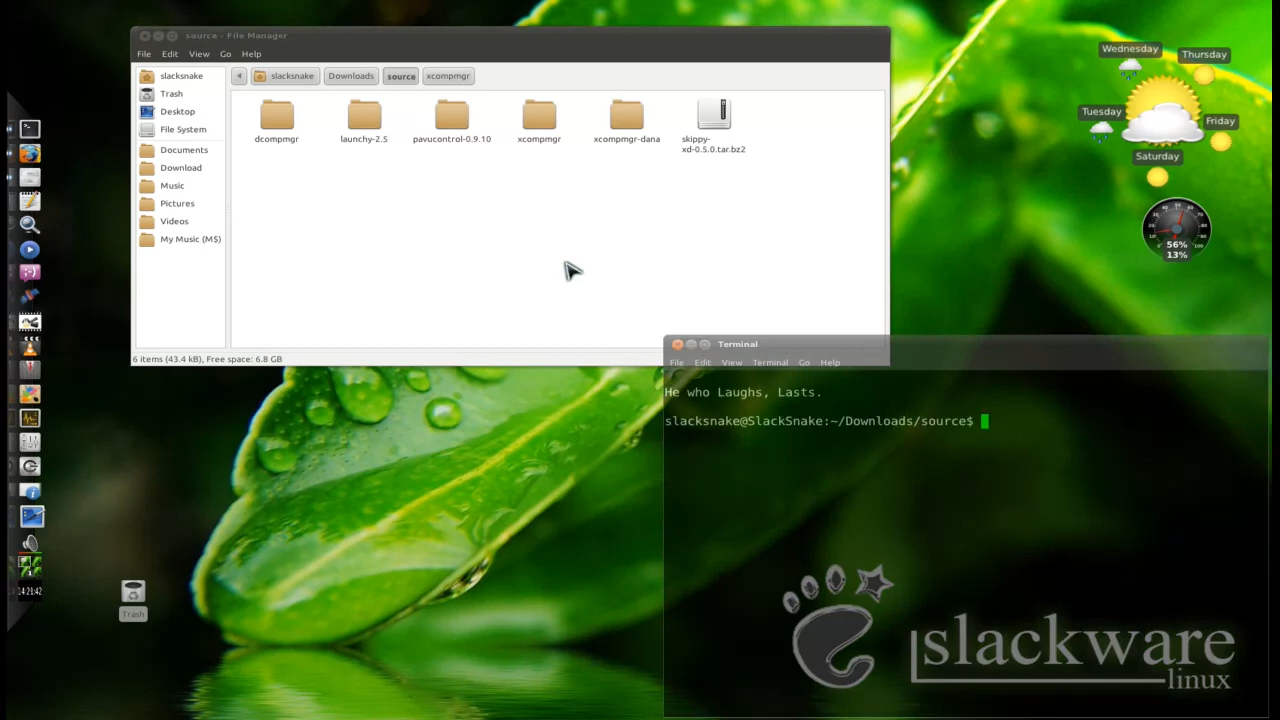 source - File Manager
File Edit View Go Help
slacksnake
Trash
Desktop
File System
Documents
Download
Music
Pictures
Videos
My Music (M$)
slacksnake Downloads source xcompmgr
dcompmgr
launchy-2.5
pavucontrol-0.9.10
xcompmgr
xcompmgr-dana
skippy-
xd-0.5.0.tar.bz2
6 items (43.4 kB), Free space: 6.8 GB
Wednesday
Thursday
Tuesday
Friday
Saturday
56%
13%
Terminal
File Edit View Terminal Go Help
He who Laughs, Lasts.
slacksnake@SlackSnake:~/Downloads/source$
14:21:42
Trash
slackware
linux